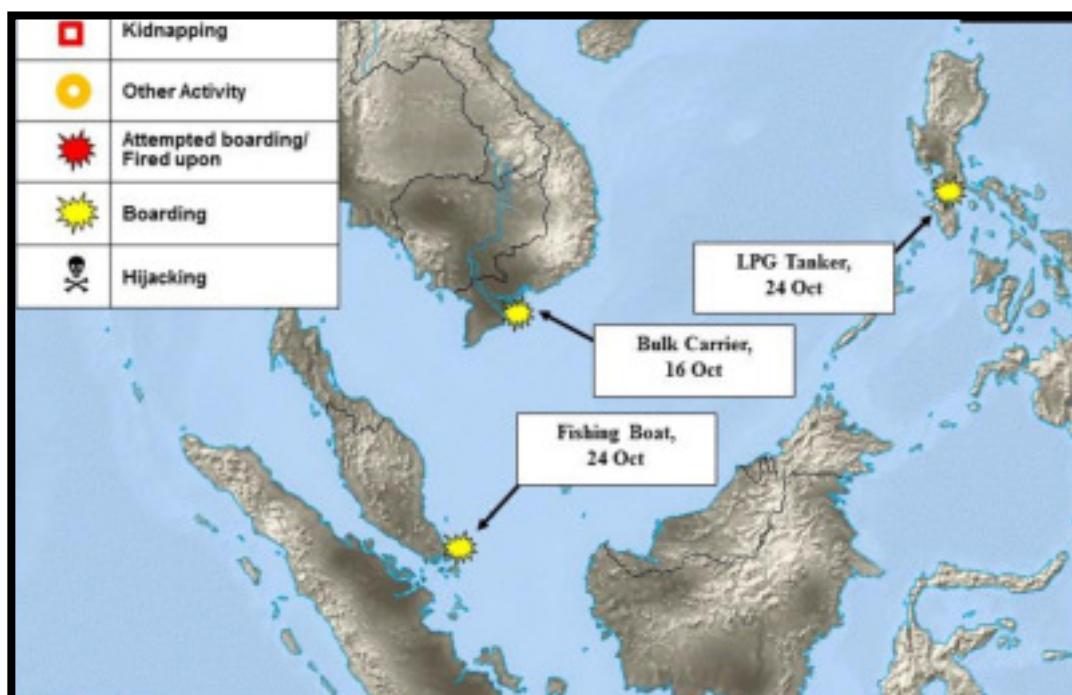 Kidnapping
Other Activity
Attempted boarding/
Fired upon
Boarding
Hijacking
LPG Tanker,
24 Oct
Bulk Carrier,
16 Oct
Fishing Boat,
24 Oct